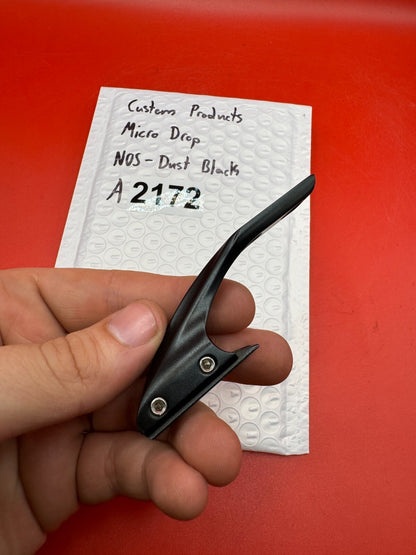 Custom Products
Micro Drop
NOS-Dust Black
A 2172